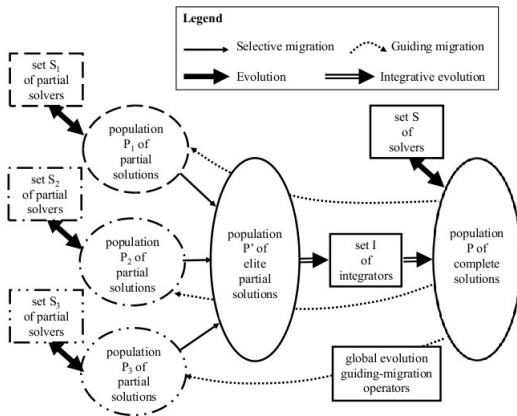 Legend
Selective migration
Guiding migration
Evolution
Integrative evolution
set S1
of partial
solvers
population
P1 of
partial
solutions
set S2
of partial
solvers
population
P2 of
partial
solutions
set S3
of partial
solvers
population
P3 of
partial
solutions
population
P' of
elite
partial
solutions
set I
of
integrators
set S
of
solvers
population
P of
complete
solutions
global evolution
guiding-migration
operators